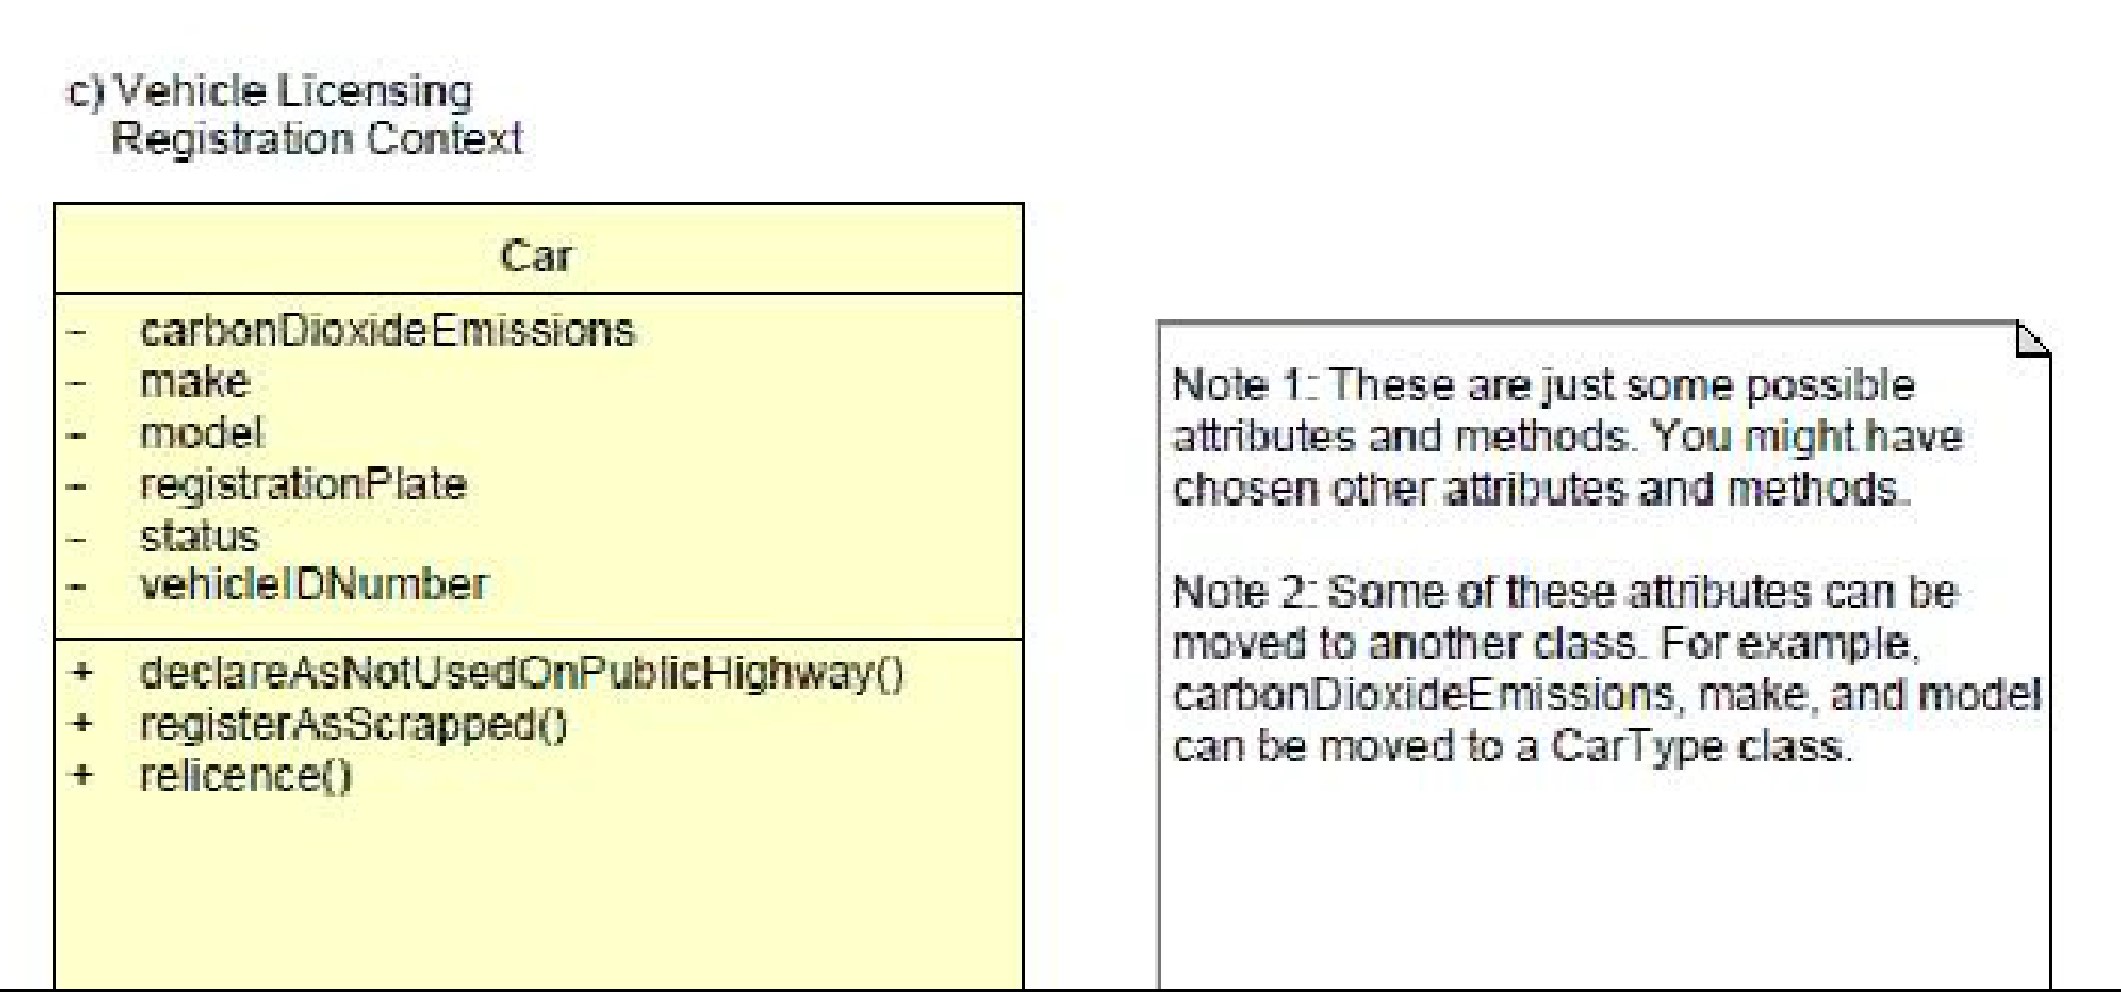 c) Vehicle Licensing
Registration Context
Car
- carbonDioxideEmissions
- make
- model
- registrationPlate
- status
- vehicleIDNumber
+ declareAsNotUsedOnPublicHighway()
+ registerAsScrapped()
+ relicence()
Note 1: These are just some possible
attributes and methods. You might have
chosen other attributes and methods.
Note 2: Some of these attributes can be
moved to another class. For example,
carbonDioxideEmissions, make, and model
can be moved to a CarType class.